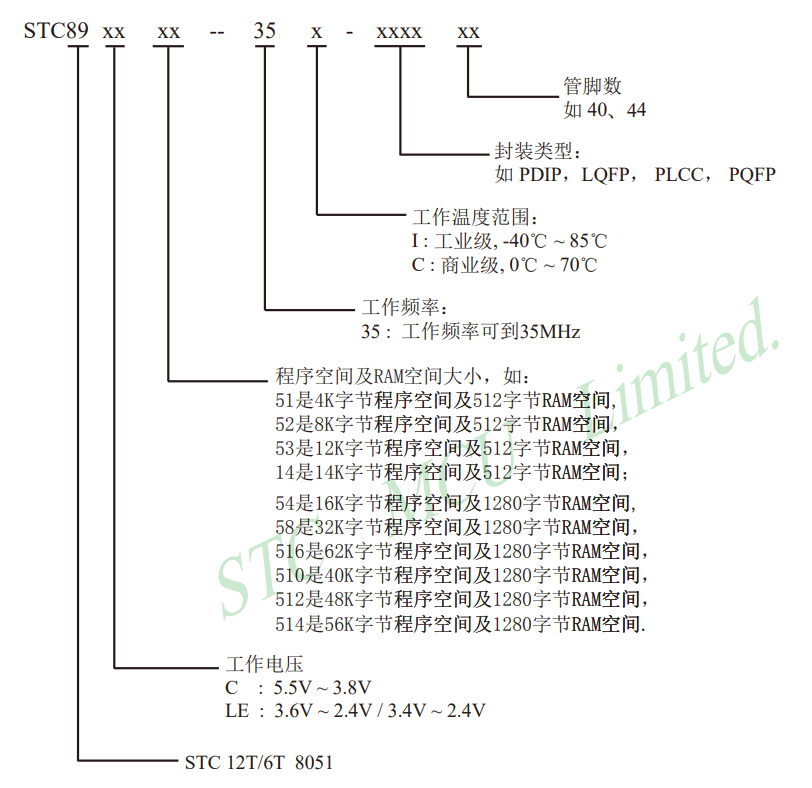 STC89 xx xx -- 35 x - xxxx xx
管脚数
如 40、44
封装类型：
如 PDIP，LQFP， PLCC， PQFP
工作温度范围：
I : 工业级, -40℃ ~ 85℃
C : 商业级, 0℃ ~ 70℃
工作频率：
35 : 工作频率可到35MHz
程序空间及RAM空间大小，如：
51是4K字节程序空间及512字节RAM空间,
52是8K字节程序空间及512字节RAM空间，
53是12K字节程序空间及512字节RAM空间，
14是14K字节程序空间及512字节RAM空间；
54是16K字节程序空间及1280字节RAM空间,
58是32K字节程序空间及1280字节RAM空间，
516是62K字节程序空间及1280字节RAM空间，
510是40K字节程序空间及1280字节RAM空间，
512是48K字节程序空间及1280字节RAM空间，
514是56K字节程序空间及1280字节RAM空间.
工作电压
C : 5.5V ~ 3.8V
LE : 3.6V ~ 2.4V / 3.4V ~ 2.4V
STC 12T/6T 8051
STC MCU Limited.